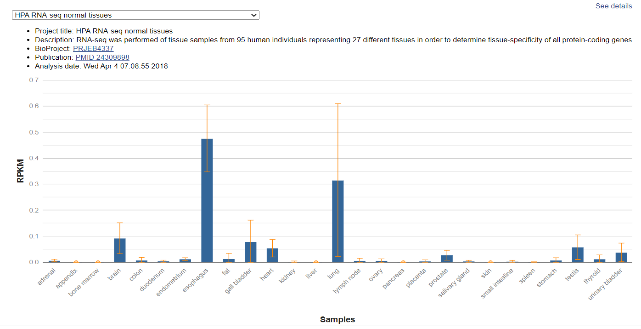 See details
HPA RNA-seq normal tissues
Project title: HPA RNA-seq normal tissues
Description: RNA-seq was performed of tissue samples from 95 human individuals representing 27 different tissues in order to determine tissue-specificity of all protein-coding genes
BioProject: PRJEB4337
Publication: PMID 24309898
Analysis date: Wed Apr 4 07:08:55 2018
0.7
0.6
0.5
0.4
0.3
0.2
0.1
0.0
RPKM
adrenal
appendix
bone marrow
brain
colon
duodenum
endometrium
esophagus
fat
gall bladder
heart
kidney
liver
lung
lymph node
ovary
pancreas
placenta
prostate
salivary gland
skin
small intestine
spleen
stomach
testis
thyroid
urinary bladder
Samples